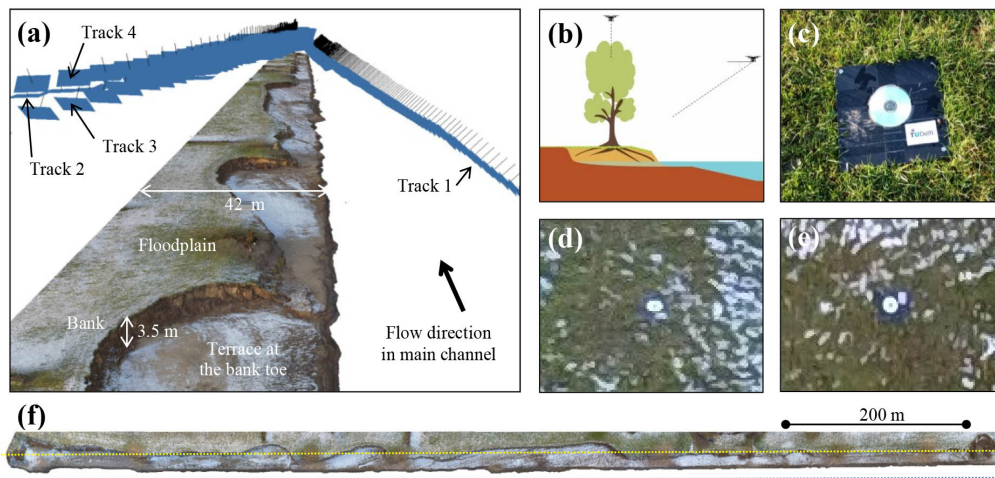 (a)
Track 4
Track 2
Track 3
Track 1
42 m
Floodplain
Bank
3.5 m
Terrace at
the bank toe
Flow direction
in main channel
(b)
(c)
TUDelft
(d)
(e)
(f)
200 m